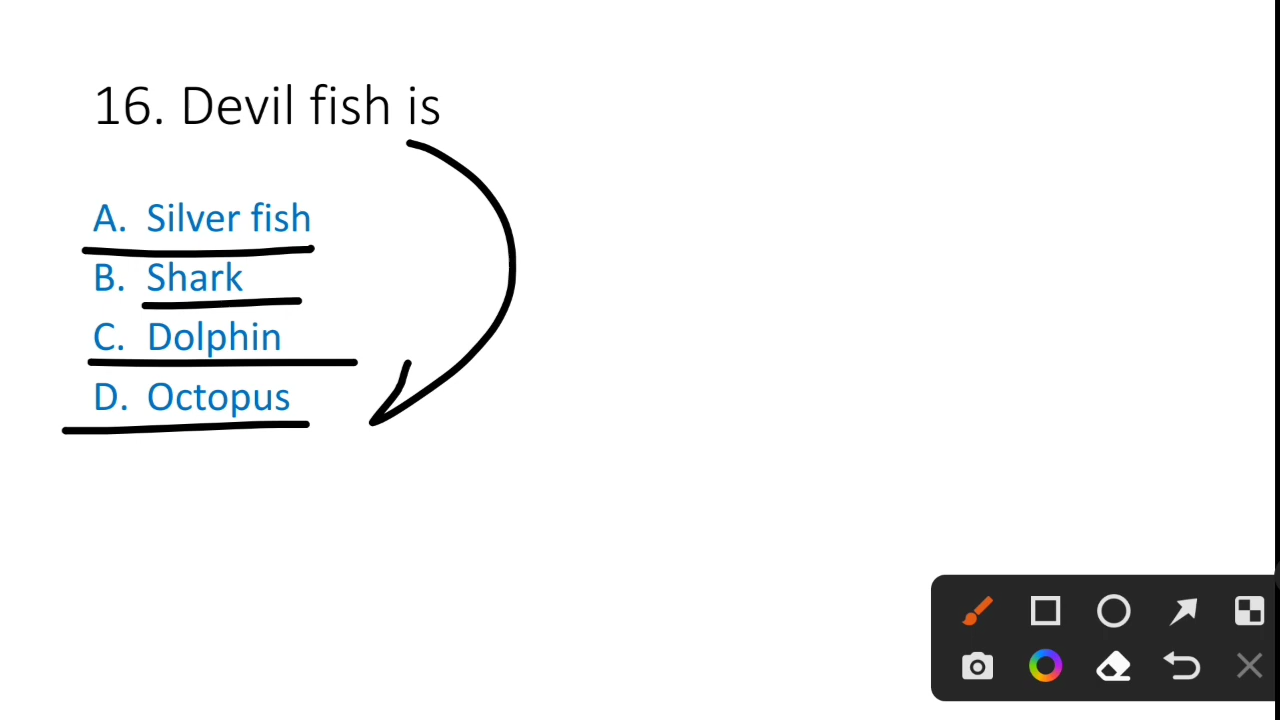 16. Devil fish is
A. Silver fish
B. Shark
C. Dolphin
D. Octopus